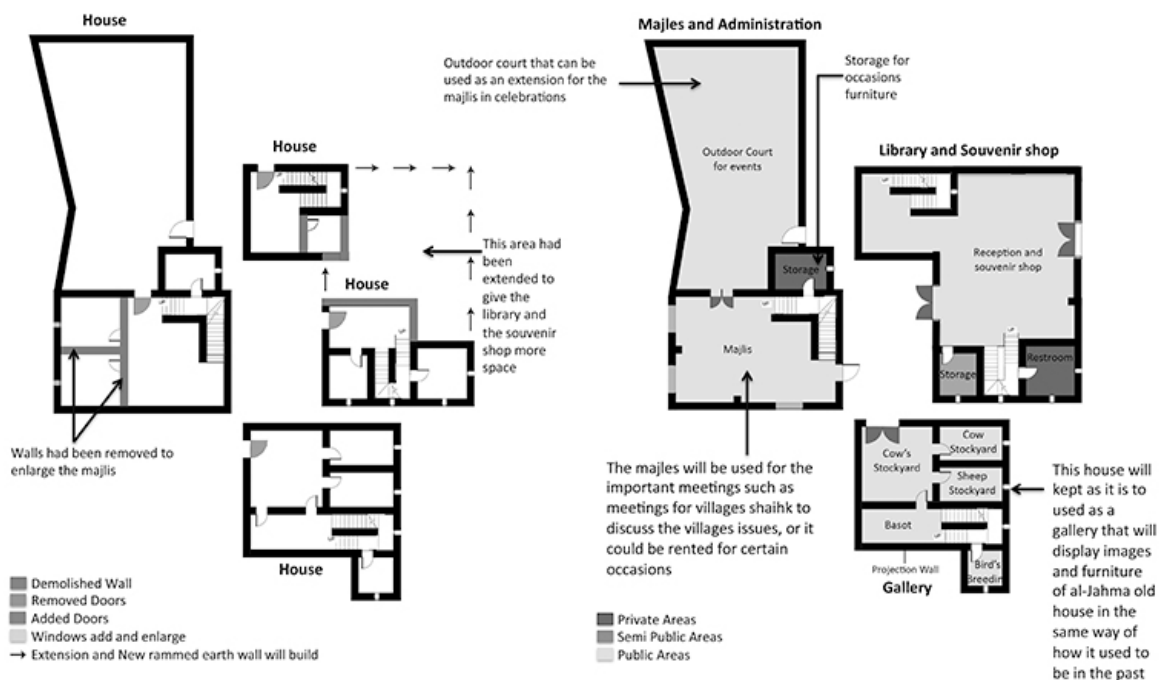 House
House
This area had
been
extended to
give the
library and
the souvenir
shop more
space
House
Walls had been removed to
enlarge the majlis
House
Demolished Wall
Removed Doors
Added Doors
Windows add and enlarge
→ Extension and New rammed earth wall will build
Majles and Administration
Outdoor court that can be
used as an extension for the
majlis in celebrations
Storage for
occasions
furniture
Outdoor Court
for events
Storage
Majlis
Library and Souvenir shop
Reception and
souvenir shop
Storage
Restroom
The majles will be used for the
important meetings such as
meetings for villages shaihk to
discuss the villages issues, or it
could be rented for certain
occasions
Cow's
Stockyard
Cow
Stockyard
Sheep
Stockyard
Basot
Projection Wall
Bird's
Breedin
Gallery
This house will
kept as it is to
used as a
gallery that will
display images
and furniture
of al-Jahma old
house in the
same way of
how it used to
be in the past
Private Areas
Semi Public Areas
Public Areas